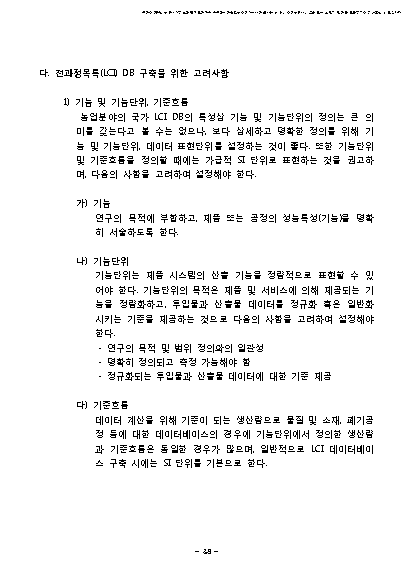 다. 전과정목록(LCI) DB 구축을 위한 고려사항
1) 기능 및 기능단위, 기준흐름
농업분야의 국가 LCI DB의 특성상 기능 및 기능단위의 정의는 큰 의
미를 갖는다고 볼 수는 없으나, 보다 상세하고 명확한 정의를 위해 기
능 및 기능단위, 데이터 표현단위를 설정하는 것이 좋다. 또한 기능단위
및 기준흐름을 정의할 때에는 가급적 SI 단위로 표현하는 것을 권고하
며, 다음의 사항을 고려하여 설정해야 한다.
가) 기능
연구의 목적에 부합하고, 제품 또는 공정의 성능특성(기능)을 명확
히 서술하도록 한다.
나) 기능단위
기능단위는 제품 시스템의 산출 기능을 정량적으로 표현할 수 있
어야 한다. 기능단위의 목적은 제품 및 서비스에 의해 제공되는 기
능을 정량화하고, 투입물과 산출물 데이터를 정규화 혹은 일반화
시키는 기준을 제공하는 것으로 다음의 사항을 고려하여 설정해야
한다.
- 연구의 목적 및 범위 정의와의 일관성
- 명확히 정의되고 측정 가능해야 함
- 정규화되는 투입물과 산출물 데이터에 대한 기준 제공
다) 기준흐름
데이터 계산을 위해 기준이 되는 생산량으로 물질 및 소재, 폐기공
정 등에 대한 데이터베이스의 경우에 기능단위에서 정의한 생산량
과 기준흐름은 동일한 경우가 많으며, 일반적으로 LCI 데이터베이
스 구축 시에는 SI 단위를 기본으로 한다.
- 48 -